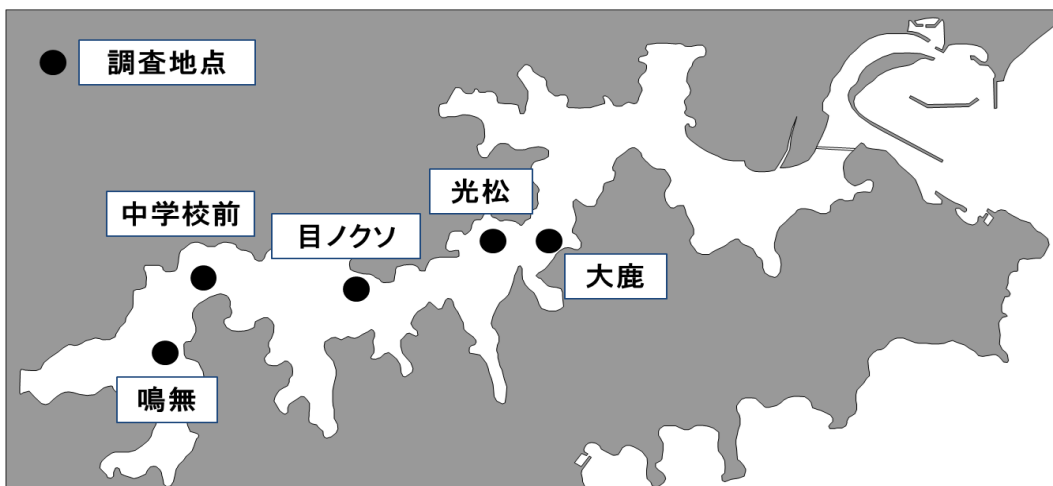 調査地点
光松
中学校前
目ノクソ
大鹿
鳴無